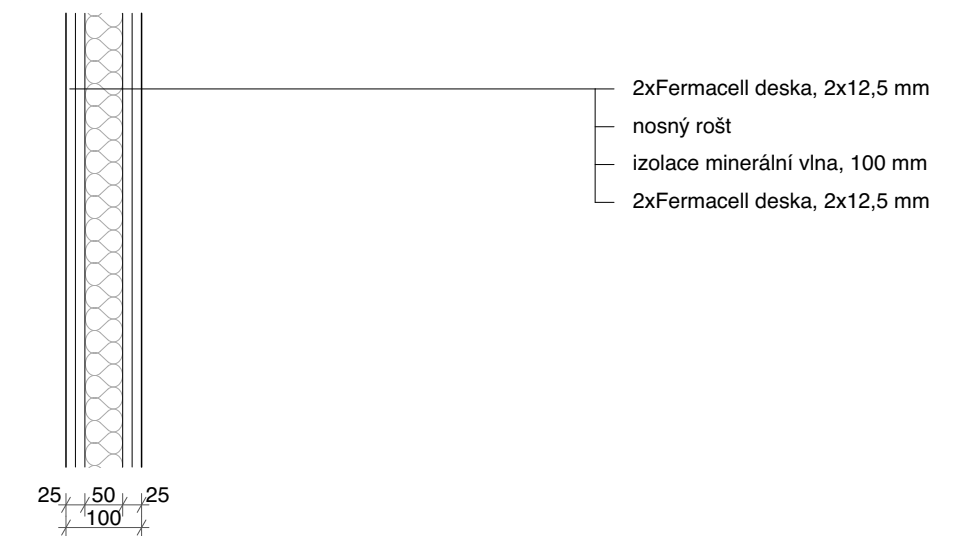 2xFermacell deska, 2x12,5 mm
nosný rošt
izolace minerální vlna, 100 mm
2xFermacell deska, 2x12,5 mm
25 50 25
100